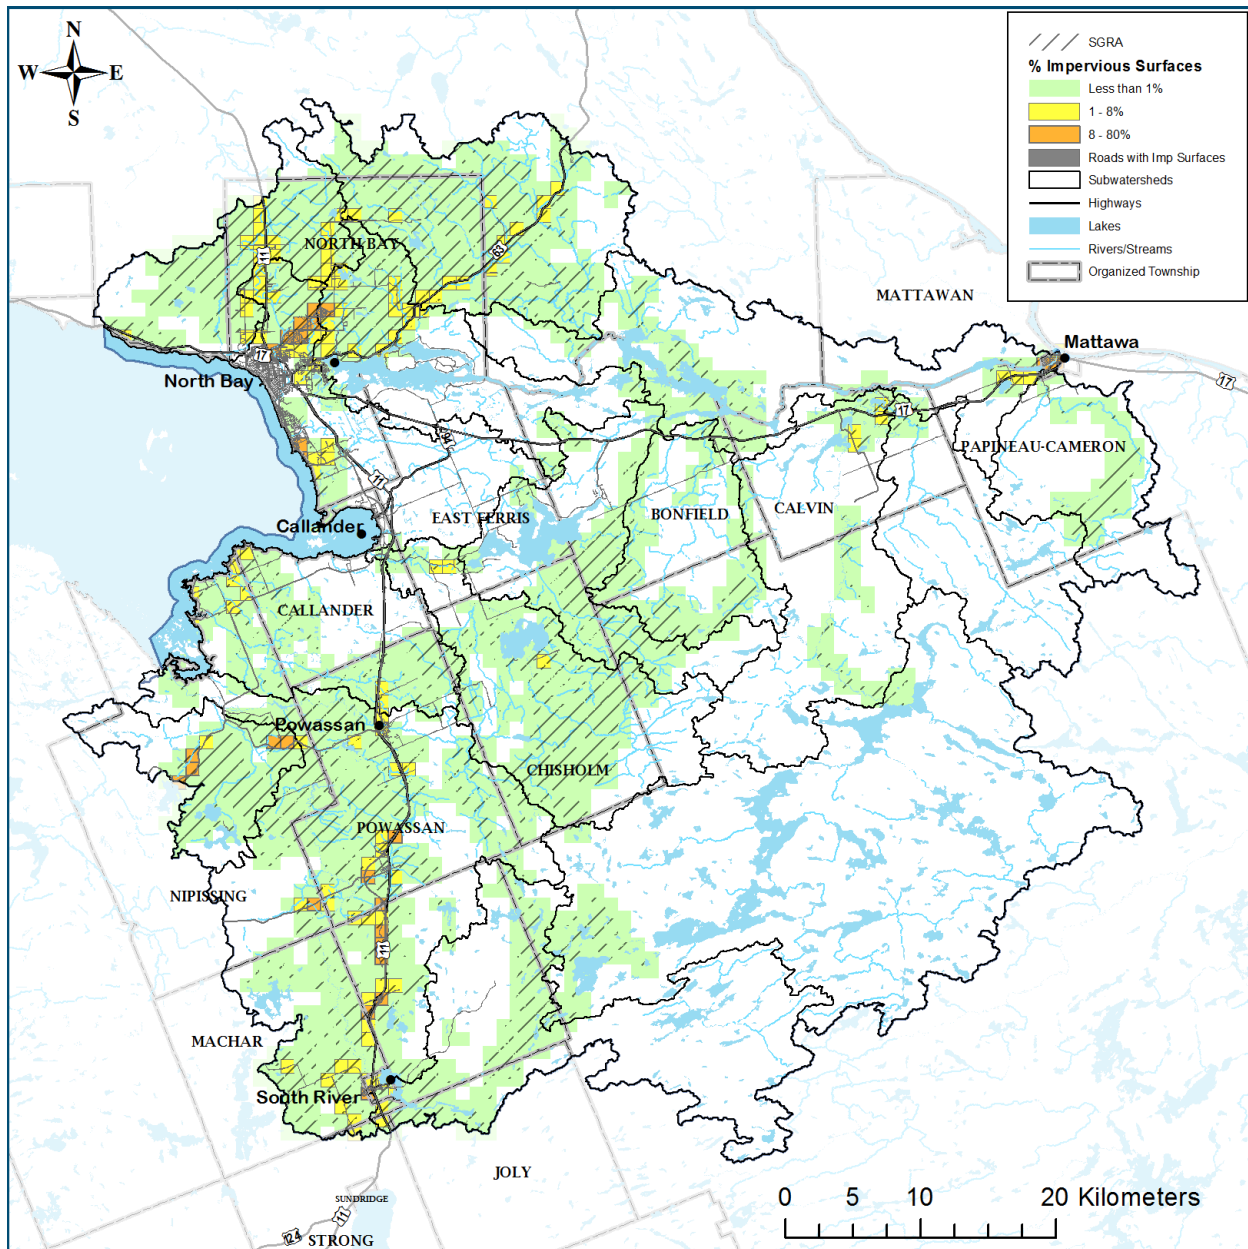 N
W E
S
SGRA
% Impervious Surfaces
Less than 1%
1 - 8%
8 - 80%
Roads with Imp Surfaces
Subwatersheds
Highways
Lakes
Rivers/Streams
Organized Township
NORTH BAY
11
63
MATTAWAN
Mattawa
17
North Bay
17
17
94
PAPINEAU-CAMERON
11
EAST FERRIS
BONFIELD
CALVIN
Callander
CALLANDER
Powassan
CHISHOLM
POWASSAN
NIPISSING
11
MACHAR
South River
JOLY
SUNDRIDGE
11
124
STRONG
0 5 10 20 Kilometers